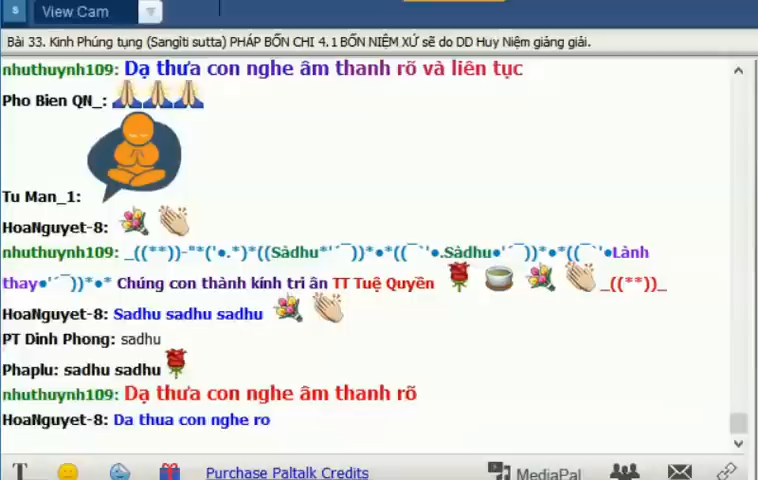 View Cam
Bài 33. Kinh Phúng tụng (Sangīti sutta) PHÁP BỐN CHI 4.1 BỐN NIỆM XỨ sẽ do DD Huy Niệm giảng giải.
nhuthuynh109: Dạ thưa con nghe âm thanh rõ và liên tục
Pho Bien QN_:
Tu Man_1:
HoaNguyet-8:
nhuthuynh109: _((**))-"*('•.*)*((Sàdhu*'´¯))*•*((¯`'•.Sàdhu•'´¯))*•*((¯`'•Lành
thay•'´¯))*•* Chúng con thành kính tri ân TT Tuệ Quyền _((**))_
HoaNguyet-8: Sadhu sadhu sadhu
PT Dinh Phong: sadhu
Phaplu: sadhu sadhu
nhuthuynh109: Dạ thưa con nghe âm thanh rõ
HoaNguyet-8: Da thua con nghe ro
T Purchase Paltalk Credits MediaPal